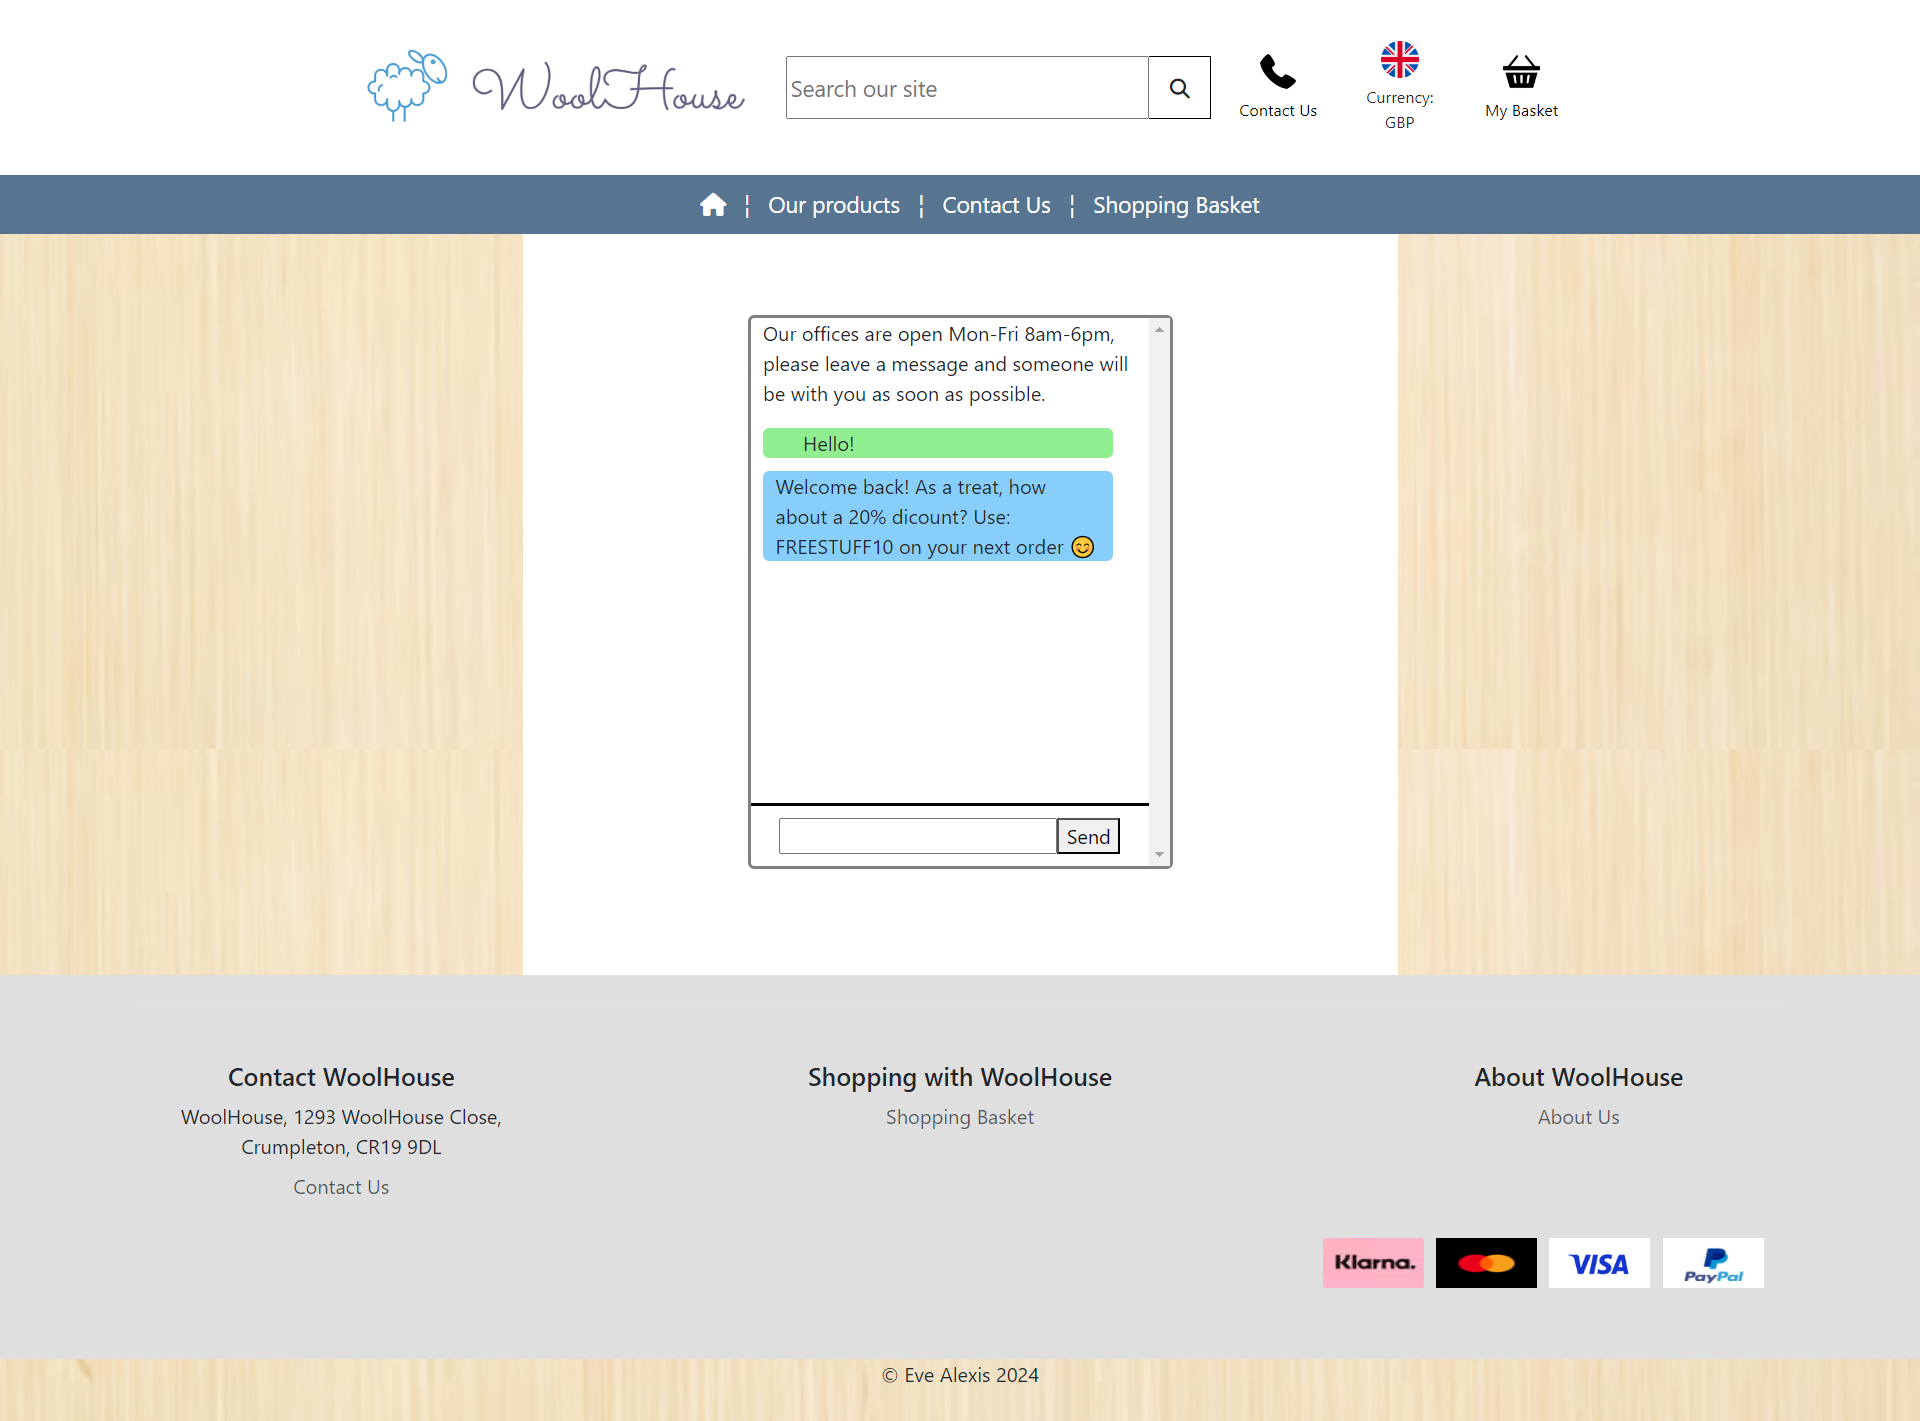 WoolHouse
Search our site
Contact Us
Currency:
GBP
My Basket
¦ Our products ¦ Contact Us ¦ Shopping Basket
Our offices are open Mon-Fri 8am-6pm,
please leave a message and someone will
be with you as soon as possible.
Hello!
Welcome back! As a treat, how
about a 20% dicount? Use:
FREESTUFF10 on your next order 😊
Send
Contact WoolHouse
WoolHouse, 1293 WoolHouse Close,
Crumpleton, CR19 9DL
Contact Us
Shopping with WoolHouse
Shopping Basket
About WoolHouse
About Us
Klarna.
VISA
PayPal
© Eve Alexis 2024